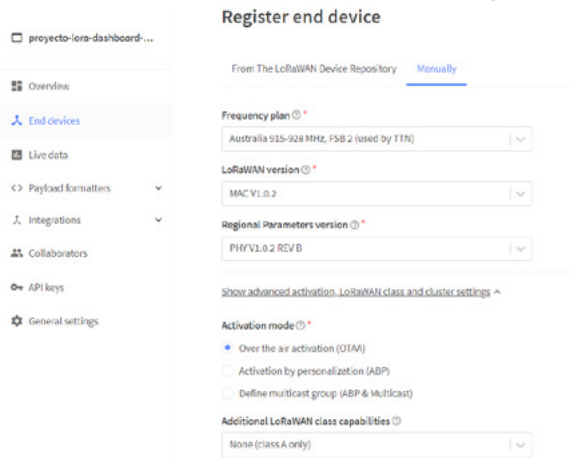 Register end device
proyecto-lora-dashboard-...
From The LoRaWAN Device Repository Manually
Overview
End devices
Live data
Payload formatters
Integrations
Collaborators
API keys
General settings
Frequency plan *
Australia 915-928 MHz, FSB 2 (used by TTN)
LoRaWAN version *
MAC V1.0.2
Regional Parameters version *
PHY V1.0.2 REV B
Show advanced activation, LoRaWAN class and cluster settings
Activation mode *
Over the air activation (OTAA)
Activation by personalization (ABP)
Define multicast group (ABP & Multicast)
Additional LoRaWAN class capabilities
None (class A only)